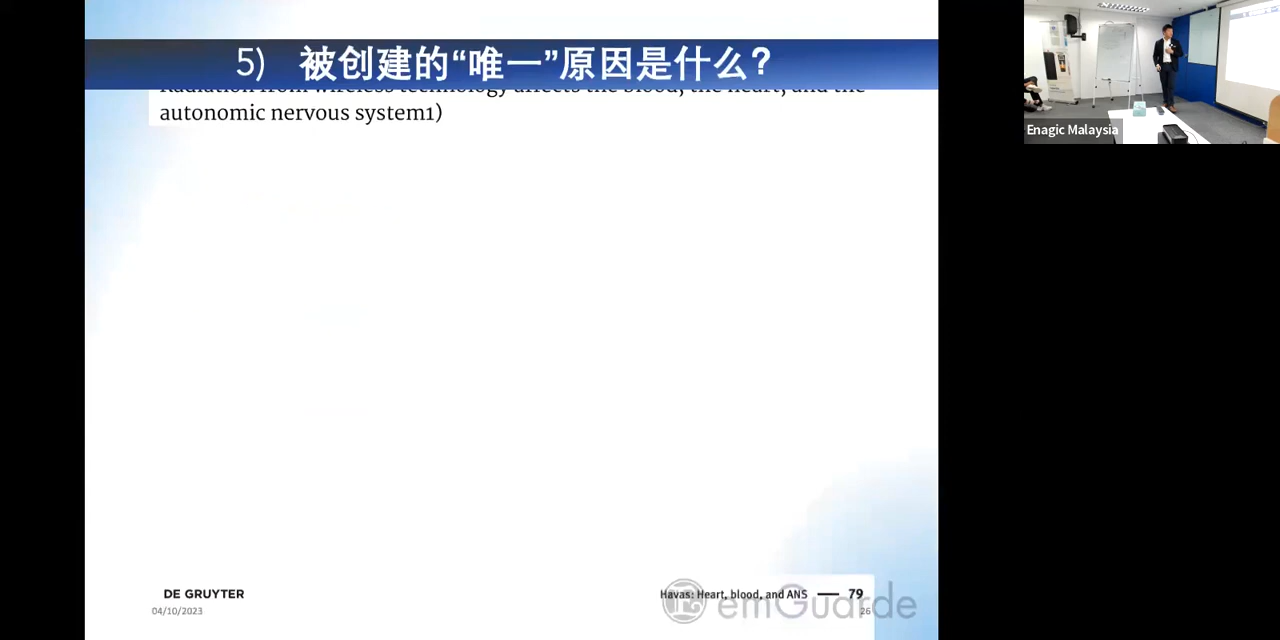 5) 被创建的“唯一”原因是什么？
Radiation from wireless technology affects the blood, the heart, and the
autonomic nervous system1)
Enagic Malaysia
DE GRUYTER
04/10/2023
Havas: Heart, blood, and ANS — 79
26
emGuarde